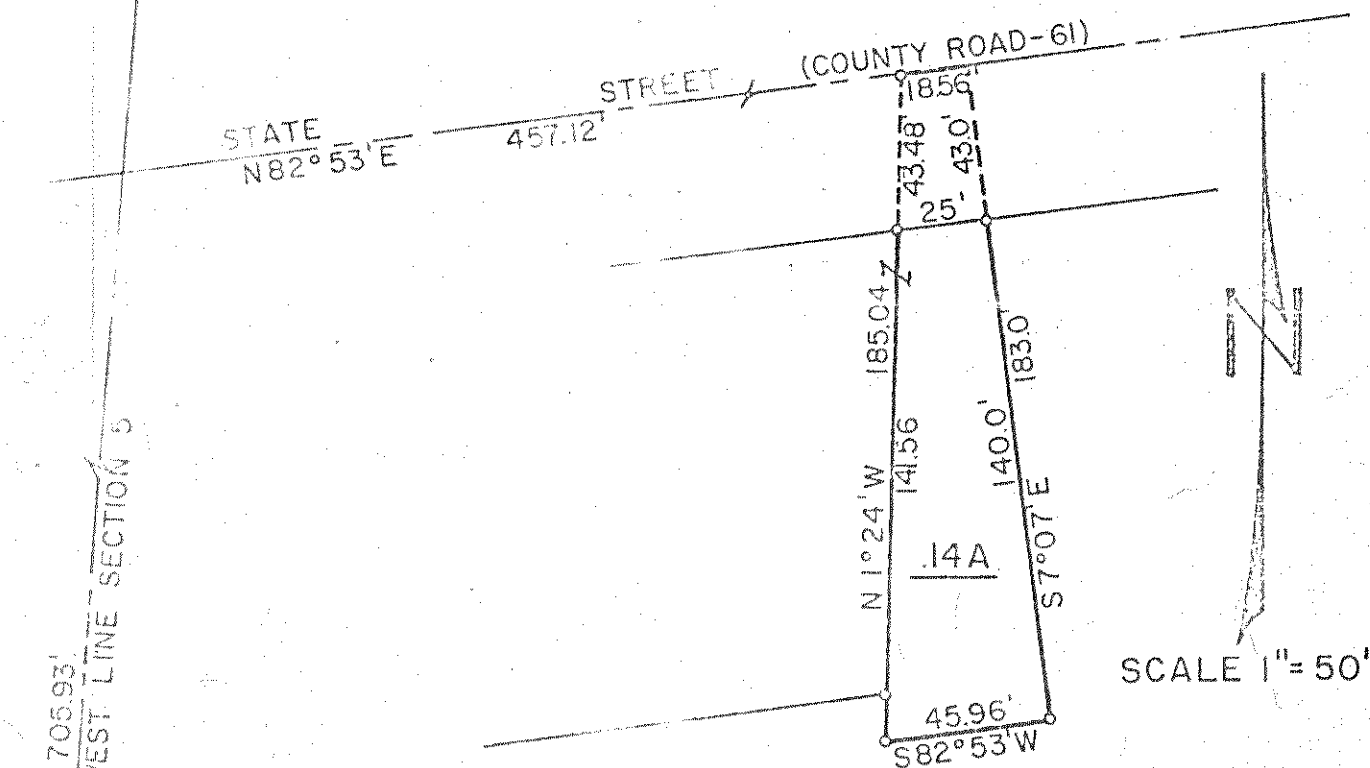 (COUNTY ROAD-61)
STATE STREET
N82°53'E
457.12'
18.56'
43.48'
43.0'
25'
185.04
183.0'
141.56
140.0'
N 1°24'W
S7°07'E
.14A
N
SCALE 1"=50'
45.96'
S82°53'W
705.93'
WEST LINE SECTION 5